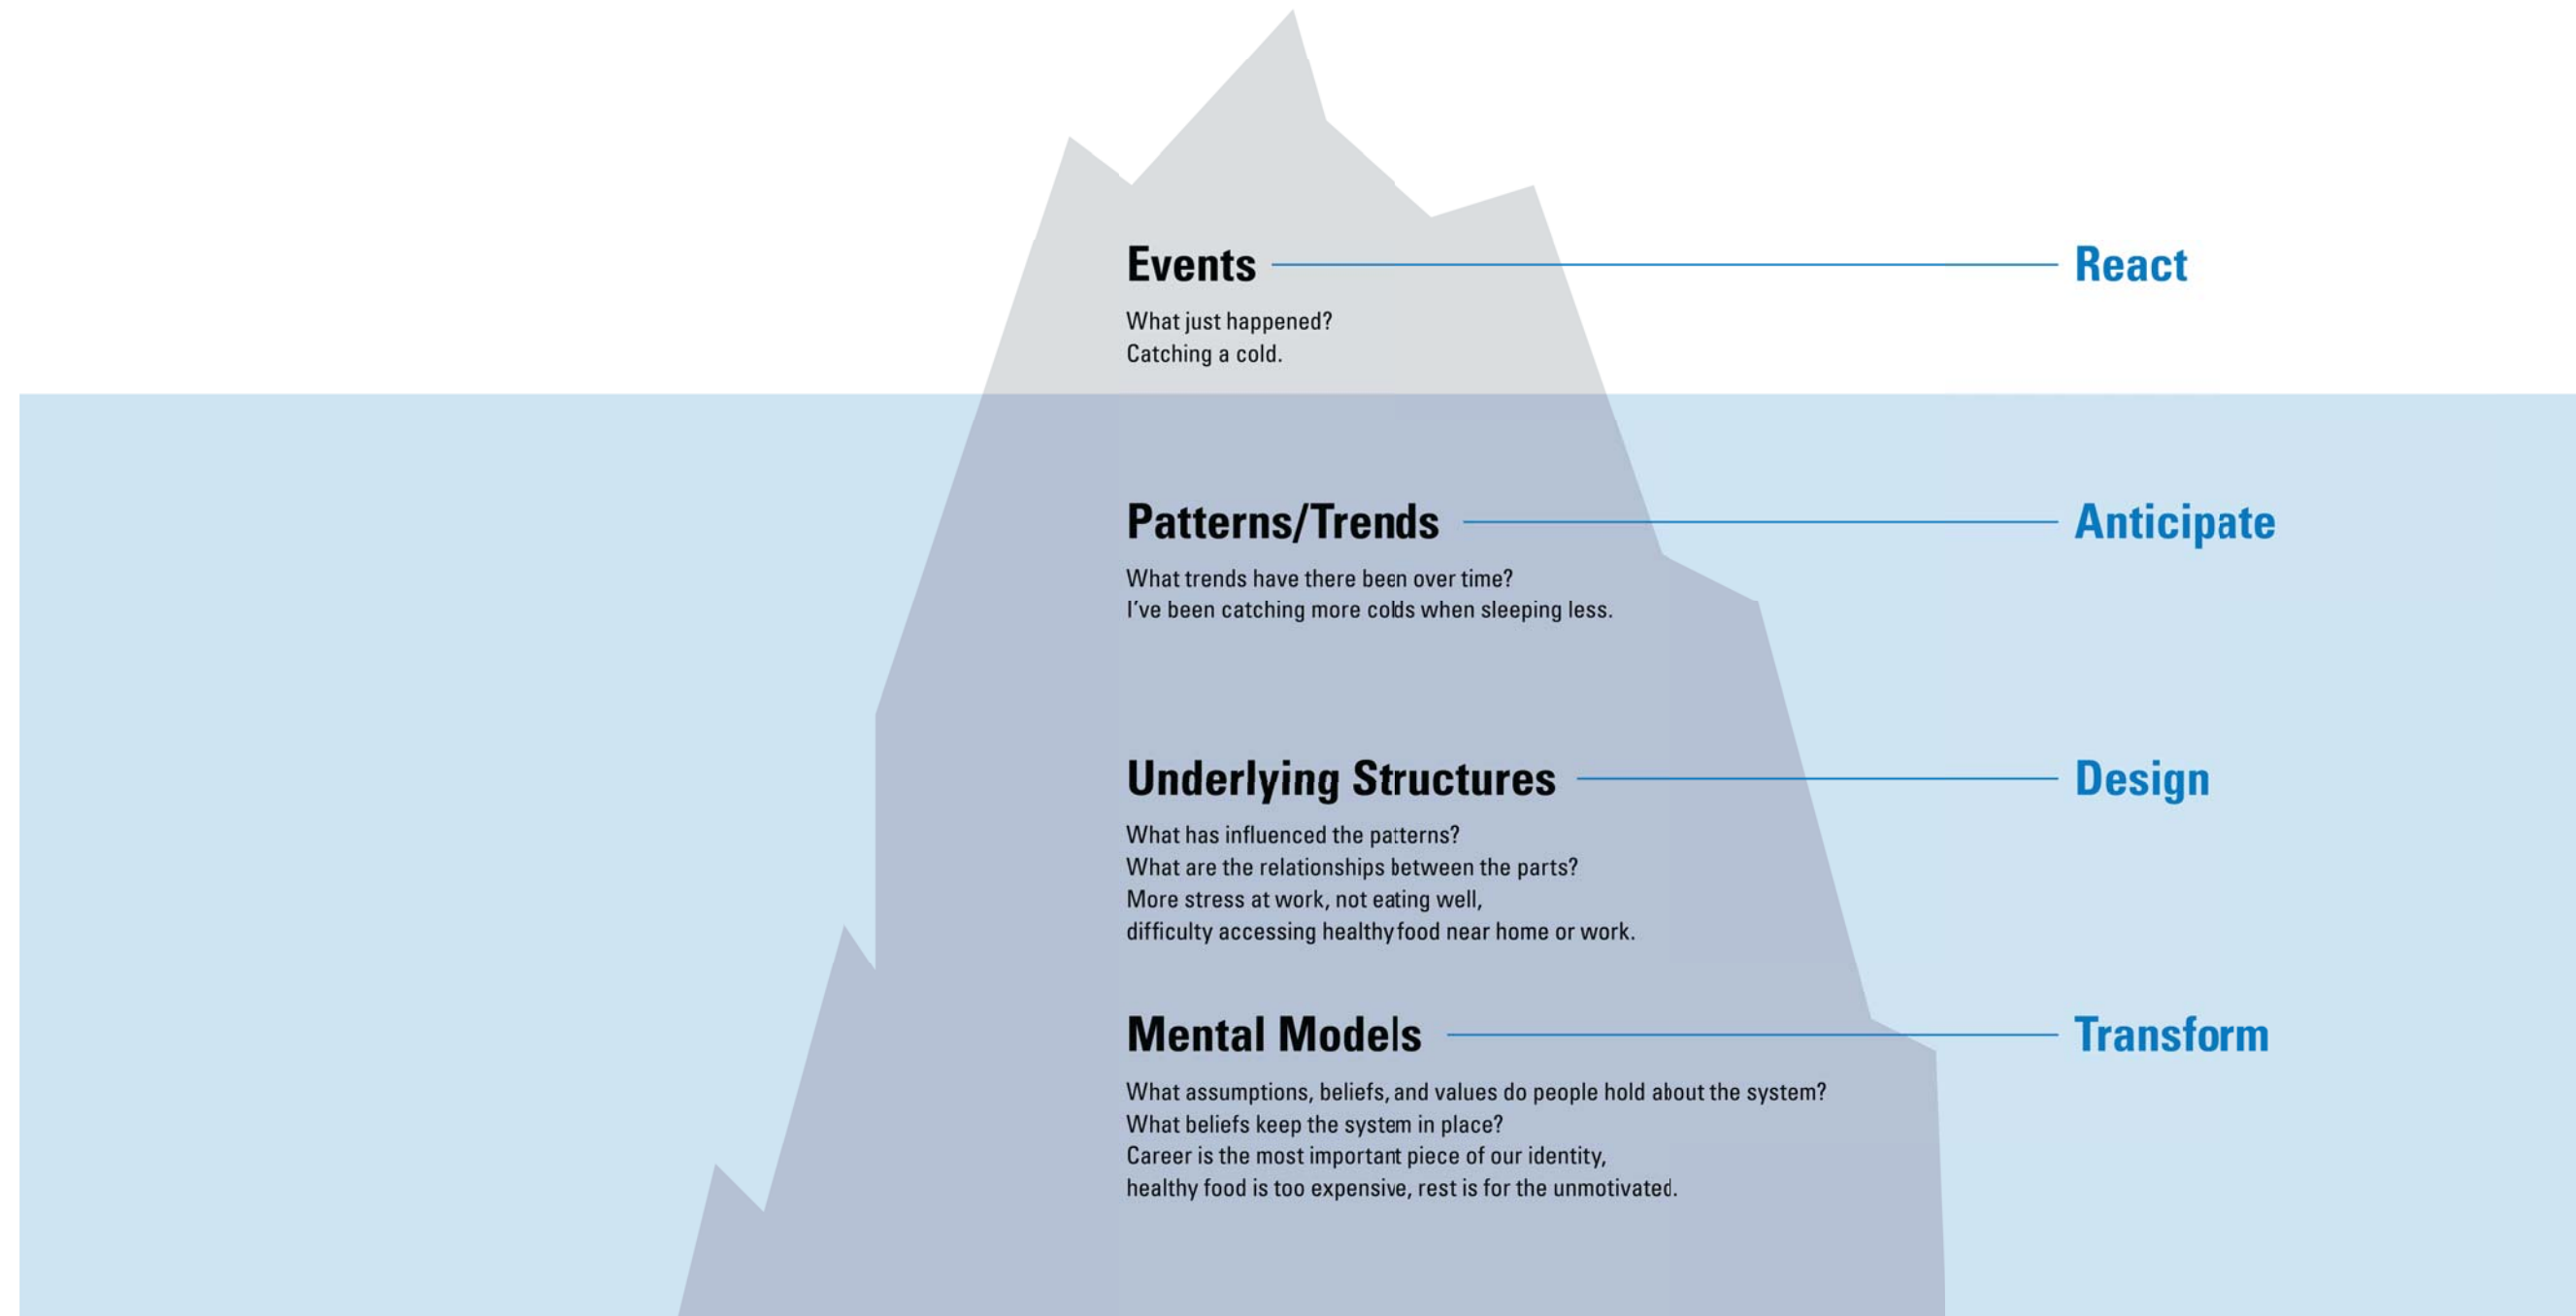 Events
React
What just happened?
Catching a cold.
Patterns/Trends
Anticipate
What trends have there been over time?
I've been catching more colds when sleeping less.
Underlying Structures
Design
What has influenced the patterns?
What are the relationships between the parts?
More stress at work, not eating well,
difficulty accessing healthy food near home or work.
Mental Models
Transform
What assumptions, beliefs, and values do people hold about the system?
What beliefs keep the system in place?
Career is the most important piece of our identity,
healthy food is too expensive, rest is for the unmotivated.